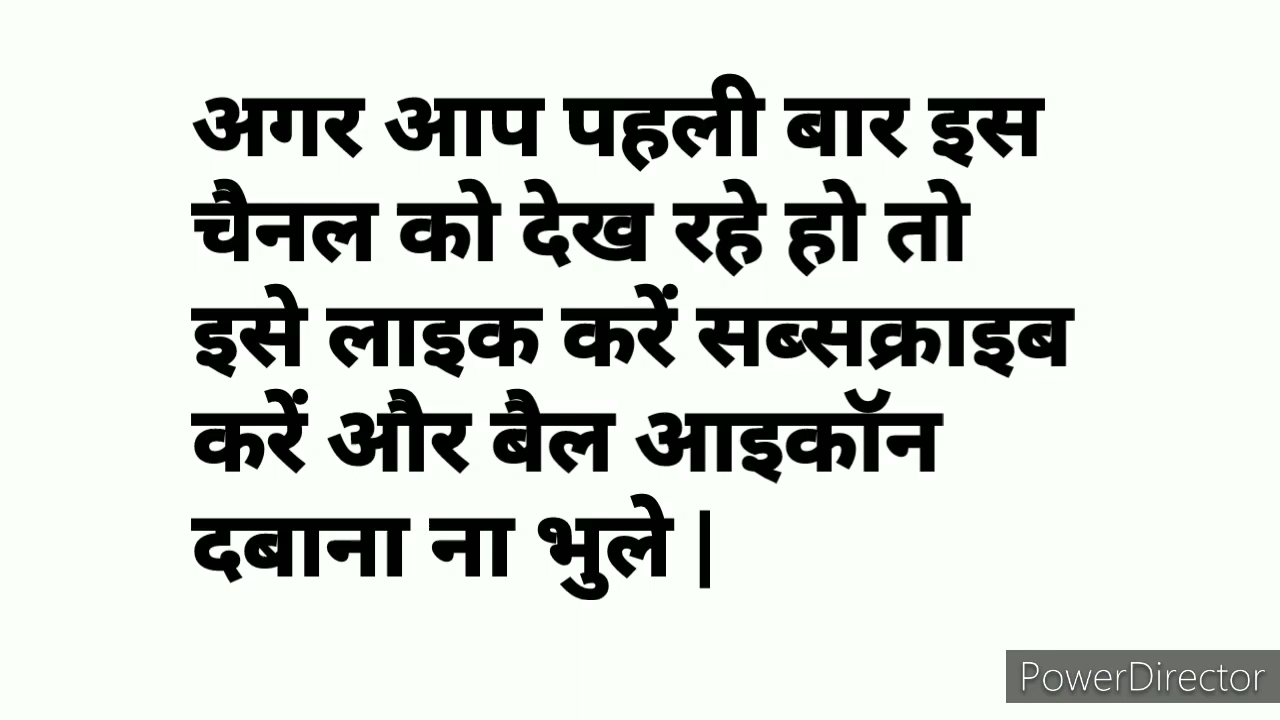 अगर आप पहली बार इस
चैनल को देख रहे हो तो
इसे लाइक करें सब्सक्राइब
करें और बैल आइकॉन
दबाना ना भुले |
PowerDirector